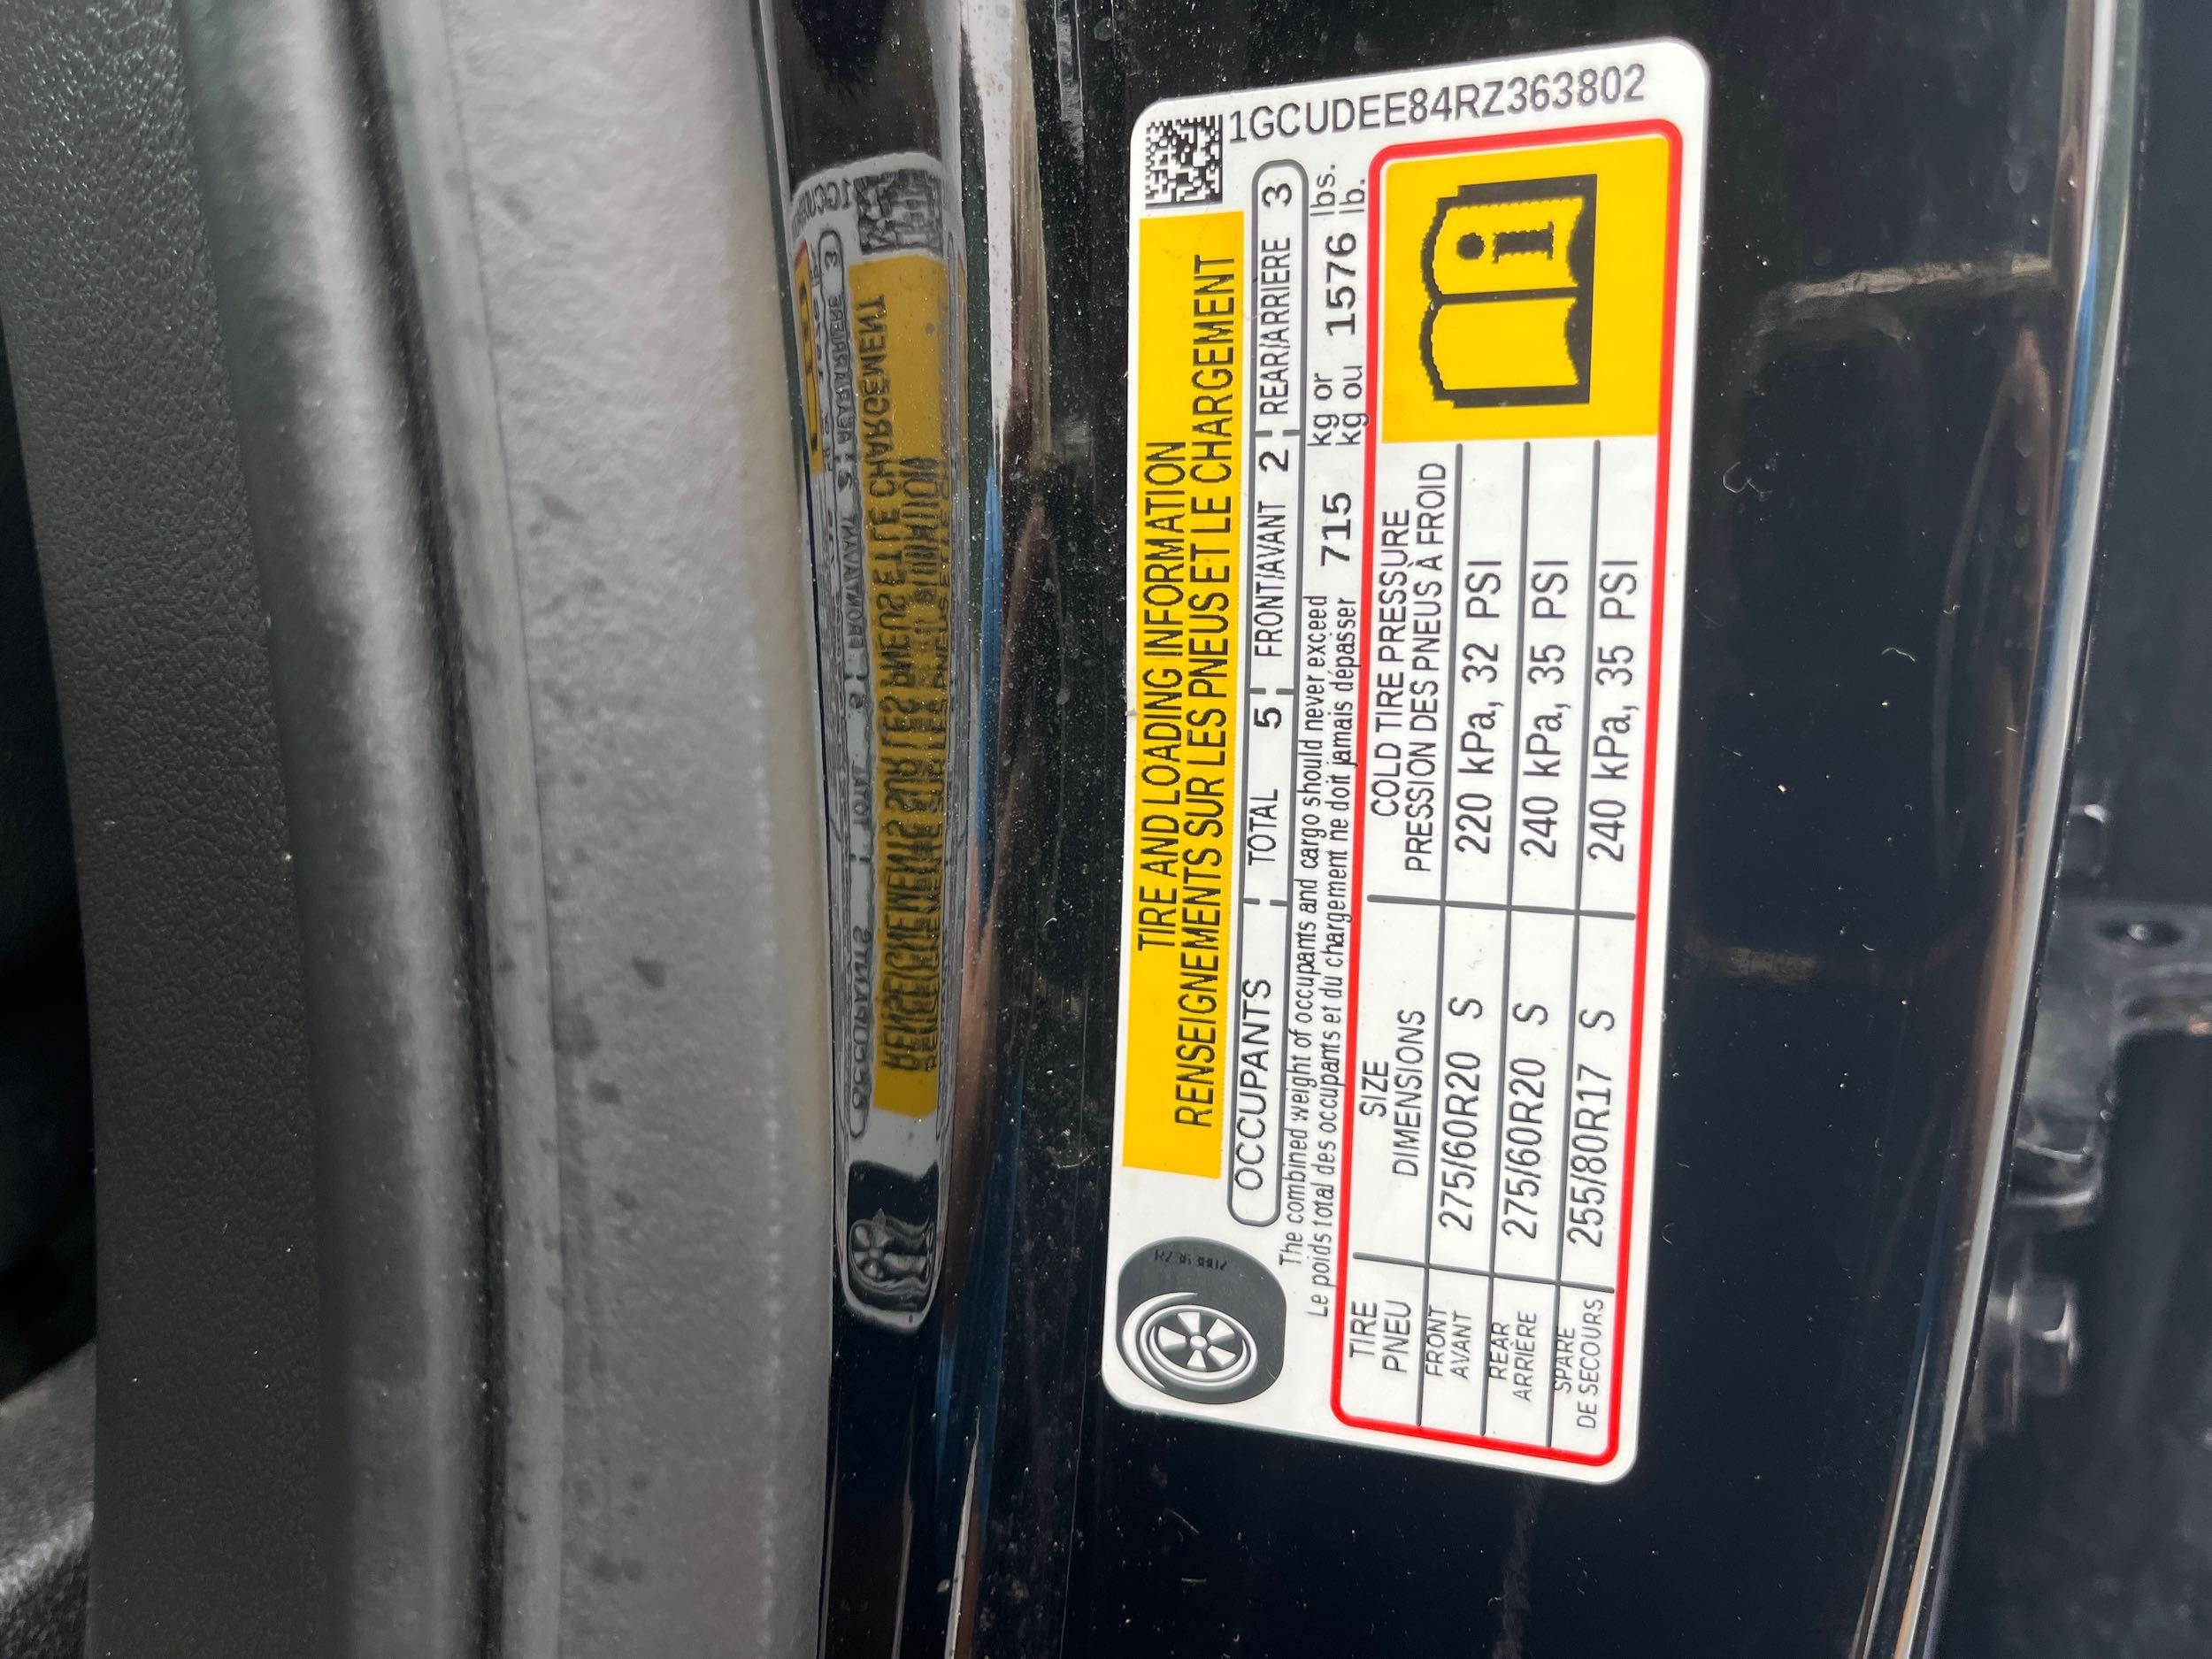 1GCUDEE84RZ363802
TIRE AND LOADING INFORMATION
RENSEIGNEMENTS SUR LES PNEUS ET LE CHARGEMENT
OCCUPANTS TOTAL 5 FRONT/AVANT 2 REAR/ARRIÈRE 3
The combined weight of occupants and cargo should never exceed 715 kg or 1576 lbs.
Le poids total des occupants et du chargement ne doit jamais depasser kg ou lb.
TIRE SIZE COLD TIRE PRESSURE
PNEU DIMENSIONS PRESSION DES PNEUS À FROID
FRONT
AVANT 275/60R20 S 220 kPa, 32 PSI
REAR
ARRIÈRE 275/60R20 S 240 kPa, 35 PSI
SPARE
DE SECOURS 255/80R17 S 240 kPa, 35 PSI
i